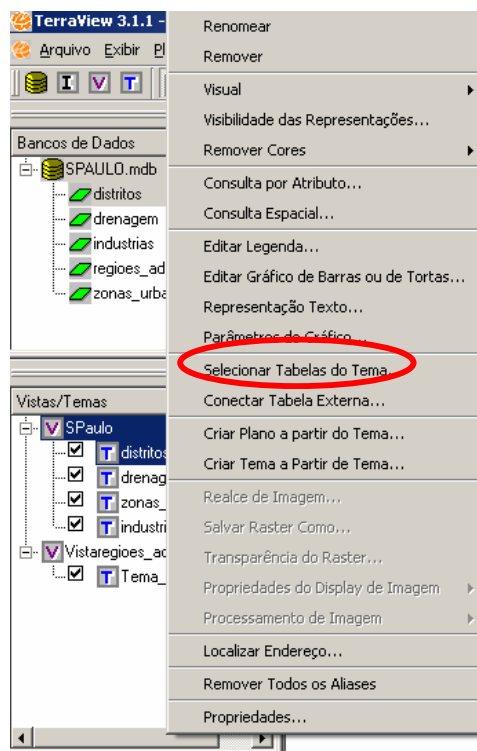 TerraView 3.1.1 -
Arquivo Exibir Pl
I V T
Bancos de Dados
SPAULO.mdb
distritos
drenagem
industrias
regioes_ad
zonas_urba
Vistas/Temas
V SPaulo
T distritos
T drenag
T zonas_
T industri
V Vistaregioes_ad
T Tema_
Renomear
Remover
Visual
Visibilidade das Representações...
Remover Cores
Consulta por Atributo...
Consulta Espacial...
Editar Legenda...
Editar Gráfico de Barras ou de Tortas...
Representação Texto...
Parâmetros do Gráfico...
Selecionar Tabelas do Tema...
Conectar Tabela Externa...
Criar Plano a partir do Tema...
Criar Tema a Partir de Tema...
Realce de Imagem...
Salvar Raster Como...
Transparência do Raster...
Propriedades do Display de Imagem
Processamento de Imagem
Localizar Endereço...
Remover Todos os Aliases
Propriedades...